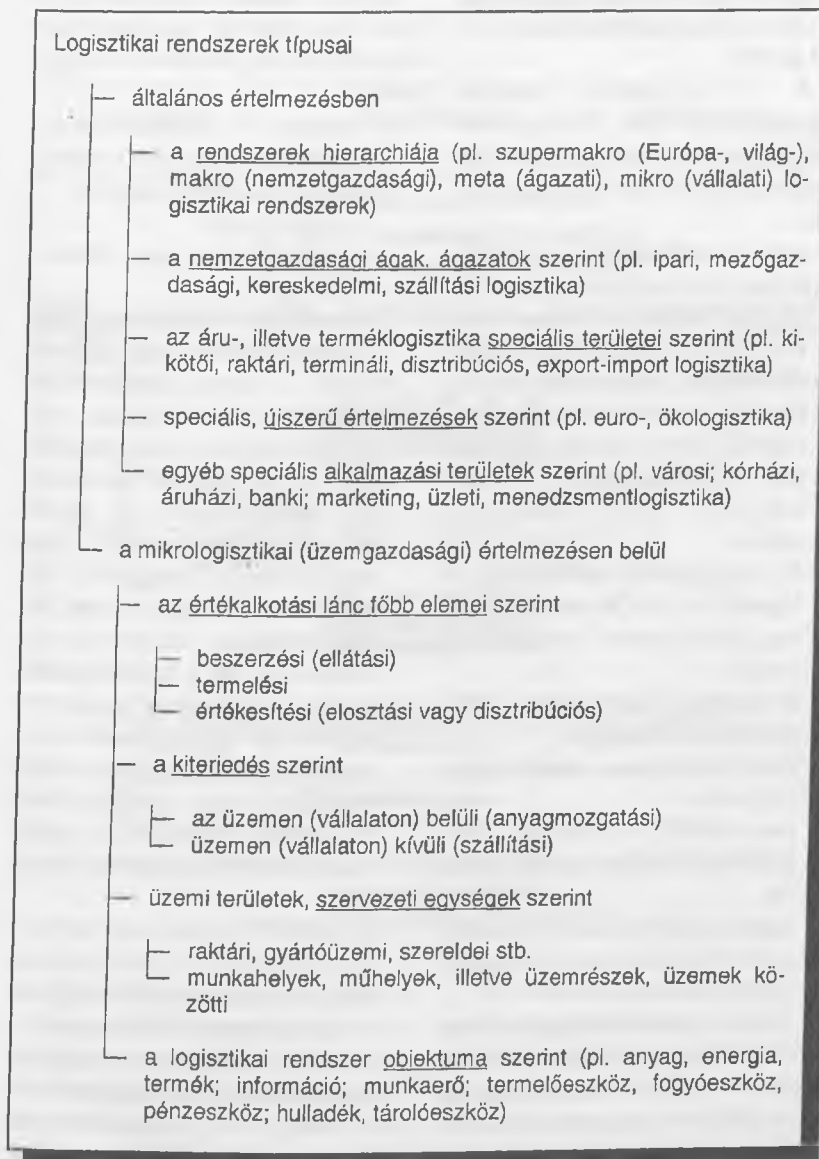 Logisztikai rendszerek típusai
általános értelmezésben
a rendszerek hierarchiája (pl. szupermakro (Európa-, világ-),
makro (nemzetgazdasági), meta (ágazati), mikro (vállalati) lo-
gisztikai rendszerek)
a nemzetgazdasági ágak, ágazatok szerint (pl. ipari, mezőgaz-
dasági, kereskedelmi, szállítási logisztika)
az áru-, illetve terméklogisztika speciális területei szerint (pl. ki-
kötői, raktári, termináli, disztribúciós, export-import logisztika)
speciális, újszerű értelmezések szerint (pl. euro-, ökologisztika)
egyéb speciális alkalmazási területek szerint (pl. városi; kórházi,
áruházi, banki; marketing, üzleti, menedzsmentlogisztika)
a mikrologisztikai (üzemgazdasági) értelmezésen belül
az értékalkotási lánc főbb elemei szerint
beszerzési (ellátási)
termelési
értékesítési (elosztási vagy disztribúciós)
a kiterjedés szerint
az üzemen (vállalaton) belüli (anyagmozgatási)
üzemen (vállalaton) kívüli (szállítási)
üzemi területek, szervezeti egységek szerint
raktári, gyártóüzemi, szereldei stb.
munkahelyek, műhelyek, illetve üzemrészek, üzemek kö-
zötti
a logisztikai rendszer objektuma szerint (pl. anyag, energia,
termék; információ; munkaerő; termelőeszköz, fogyóeszköz,
pénzeszköz; hulladék, tárolóeszköz)